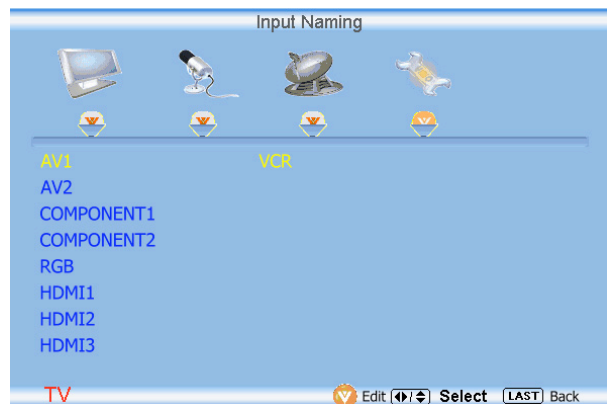 Input Naming
AV1 VCR
AV2
COMPONENT1
COMPONENT2
RGB
HDMI1
HDMI2
HDMI3
TV Edit Select LAST Back